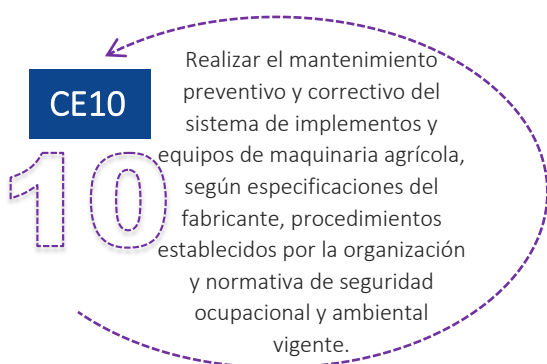 CE10
10
Realizar el mantenimiento
preventivo y correctivo del
sistema de implementos y
equipos de maquinaria agrícola,
según especificaciones del
fabricante, procedimientos
establecidos por la organización
y normativa de seguridad
ocupacional y ambiental
vigente.